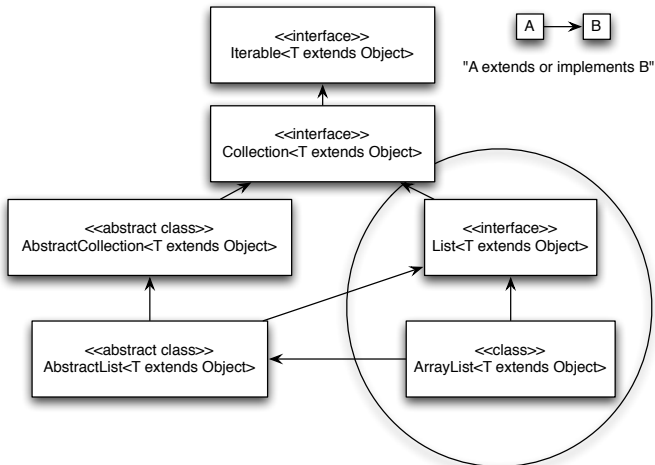 <<interface>>
Iterable<T extends Object>
A
B
"A extends or implements B"
<<interface>>
Collection<T extends Object>
<<abstract class>>
AbstractCollection<T extends Object>
<<interface>>
List<T extends Object>
<<abstract class>>
AbstractList<T extends Object>
<<class>>
ArrayList<T extends Object>